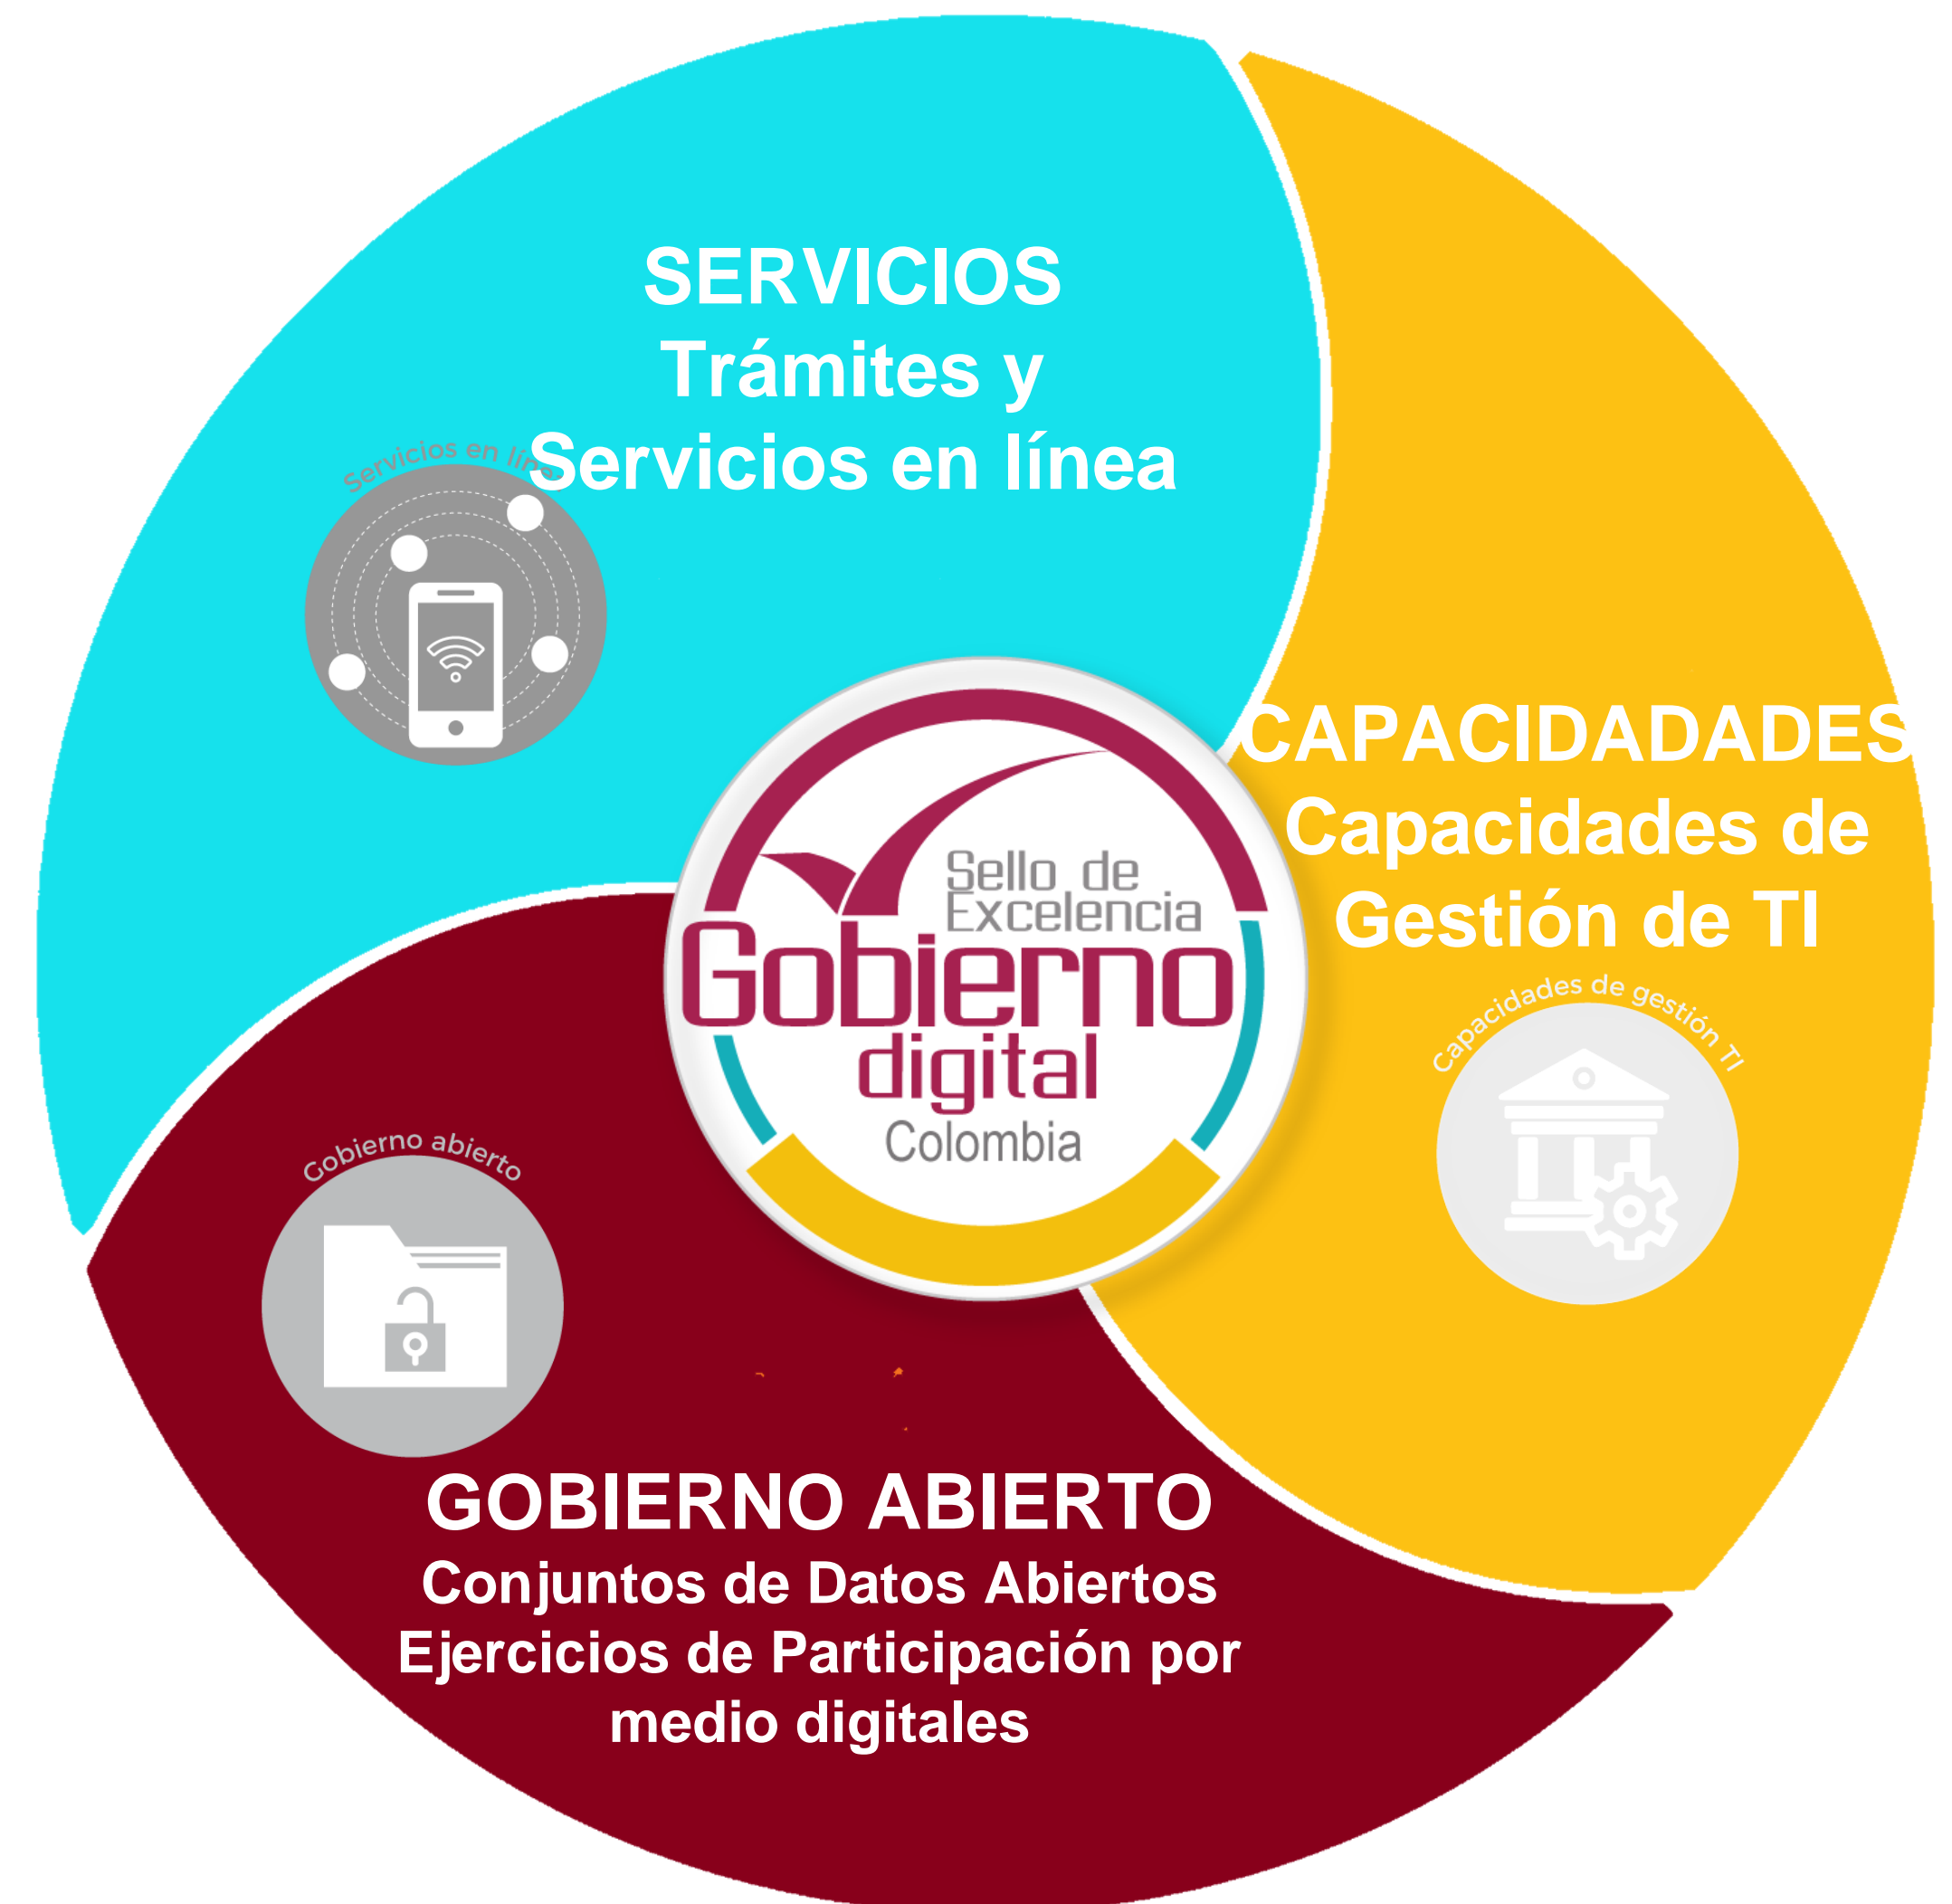 SERVICIOS
Trámites y
Servicios en línea
Servicios en
CAPACIDADADES
Capacidades de
Gestión de TI
Capacidades de gestión TI
Sello de
Excelencia
Gobierno
digital
Colombia
Gobierno abierto
GOBIERNO ABIERTO
Conjuntos de Datos Abiertos
Ejercicios de Participación por
medio digitales